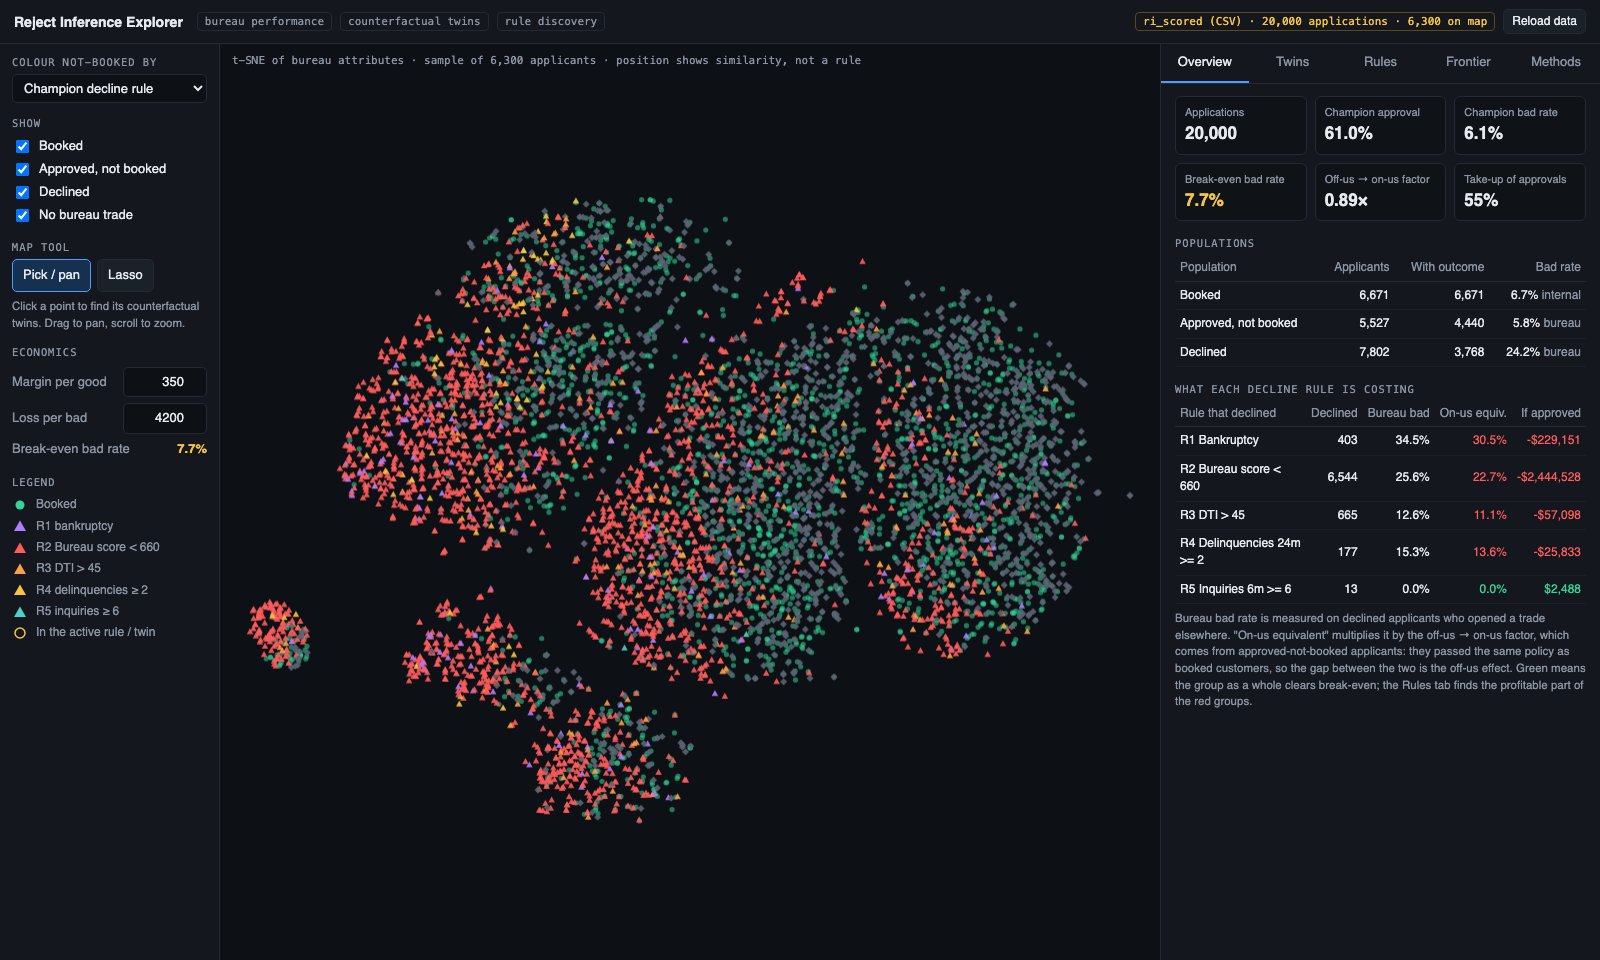 Reject Inference Explorer
bureau performance
counterfactual twins
rule discovery
ri_scored (CSV) · 20,000 applications · 6,300 on map
Reload data
COLOUR NOT-BOOKED BY
Champion decline rule
SHOW
Booked
Approved, not booked
Declined
No bureau trade
MAP TOOL
Pick / pan
Lasso
Click a point to find its counterfactual
twins. Drag to pan, scroll to zoom.
ECONOMICS
Margin per good 350
Loss per bad 4200
Break-even bad rate 7.7%
LEGEND
Booked
R1 bankruptcy
R2 Bureau score < 660
R3 DTI > 45
R4 delinquencies ≥ 2
R5 inquiries ≥ 6
In the active rule / twin
t-SNE of bureau attributes · sample of 6,300 applicants · position shows similarity, not a rule
Overview Twins Rules Frontier Methods
Applications
20,000
Champion approval
61.0%
Champion bad rate
6.1%
Break-even bad rate
7.7%
Off-us → on-us factor
0.89×
Take-up of approvals
55%
POPULATIONS
Population Applicants With outcome Bad rate
Booked 6,671 6,671 6.7% internal
Approved, not booked 5,527 4,440 5.8% bureau
Declined 7,802 3,768 24.2% bureau
WHAT EACH DECLINE RULE IS COSTING
Rule that declined Declined Bureau bad On-us equiv. If approved
R1 Bankruptcy 403 34.5% 30.5% -$229,151
R2 Bureau score <
660 6,544 25.6% 22.7% -$2,444,528
R3 DTI > 45 665 12.6% 11.1% -$57,098
R4 Delinquencies 24m
>= 2 177 15.3% 13.6% -$25,833
R5 Inquiries 6m >= 6 13 0.0% 0.0% $2,488
Bureau bad rate is measured on declined applicants who opened a trade
elsewhere. "On-us equivalent" multiplies it by the off-us → on-us factor, which
comes from approved-not-booked applicants: they passed the same policy as
booked customers, so the gap between the two is the off-us effect. Green means
the group as a whole clears break-even; the Rules tab finds the profitable part of
the red groups.